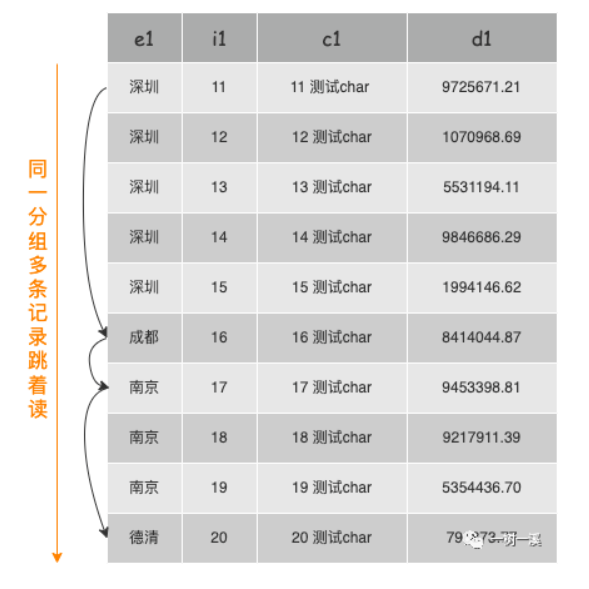 e1 i1 c1 d1
深圳 11 11 测试char 9725671.21
深圳 12 12 测试char 1070968.69
深圳 13 13 测试char 5531194.11
深圳 14 14 测试char 9846686.29
深圳 15 15 测试char 1994146.62
成都 16 16 测试char 8414044.87
南京 17 17 测试char 9453398.81
南京 18 18 测试char 9217911.39
南京 19 19 测试char 5354436.70
德清 20 20 测试char
同一分组多条记录跳着读